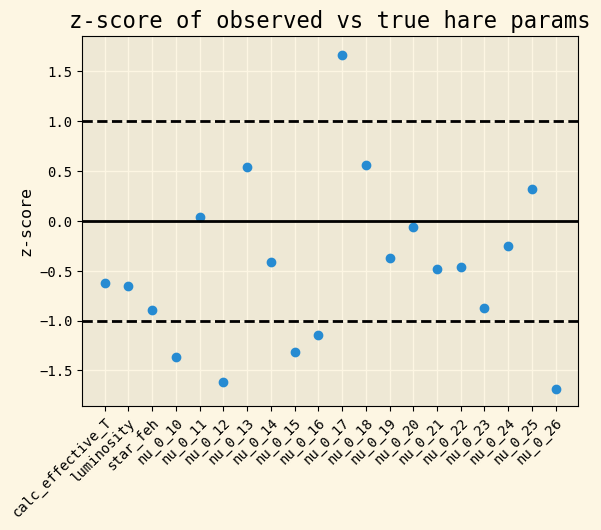 z-score of observed vs true hare params
z-score
1.5
1.0
0.5
0.0
−0.5
−1.0
−1.5
calc_effective_T
luminosity
star_feh
nu_0_10
nu_0_11
nu_0_12
nu_0_13
nu_0_14
nu_0_15
nu_0_16
nu_0_17
nu_0_18
nu_0_19
nu_0_20
nu_0_21
nu_0_22
nu_0_23
nu_0_24
nu_0_25
nu_0_26